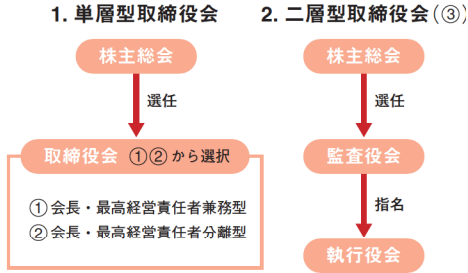 1. 単層型取締役会
株主総会
選任
取締役会 ①②から選択
① 会長・最高経営責任者兼務型
② 会長・最高経営責任者分離型
2. 二層型取締役会(③)
株主総会
選任
監査役会
指名
執行役会